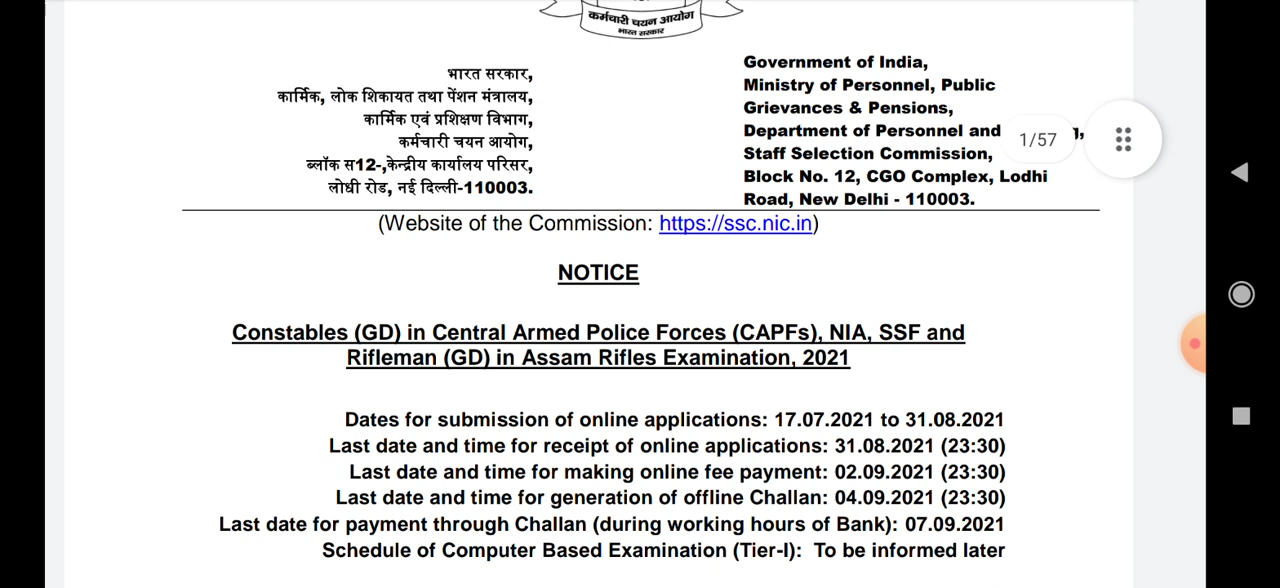 कर्मचारी चयन आयोग
भारत सरकार
भारत सरकार,
कार्मिक, लोक शिकायत तथा पेंशन मंत्रालय,
कार्मिक एवं प्रशिक्षण विभाग,
कर्मचारी चयन आयोग,
ब्लॉक स12-,केन्द्रीय कार्यालय परिसर,
लोधी रोड, नई दिल्ली-110003.
Government of India,
Ministry of Personnel, Public
Grievances & Pensions,
Department of Personnel and
Staff Selection Commission,
Block No. 12, CGO Complex, Lodhi
Road, New Delhi - 110003.
1/57
(Website of the Commission: https://ssc.nic.in)
NOTICE
Constables (GD) in Central Armed Police Forces (CAPFs), NIA, SSF and
Rifleman (GD) in Assam Rifles Examination, 2021
Dates for submission of online applications: 17.07.2021 to 31.08.2021
Last date and time for receipt of online applications: 31.08.2021 (23:30)
Last date and time for making online fee payment: 02.09.2021 (23:30)
Last date and time for generation of offline Challan: 04.09.2021 (23:30)
Last date for payment through Challan (during working hours of Bank): 07.09.2021
Schedule of Computer Based Examination (Tier-I): To be informed later